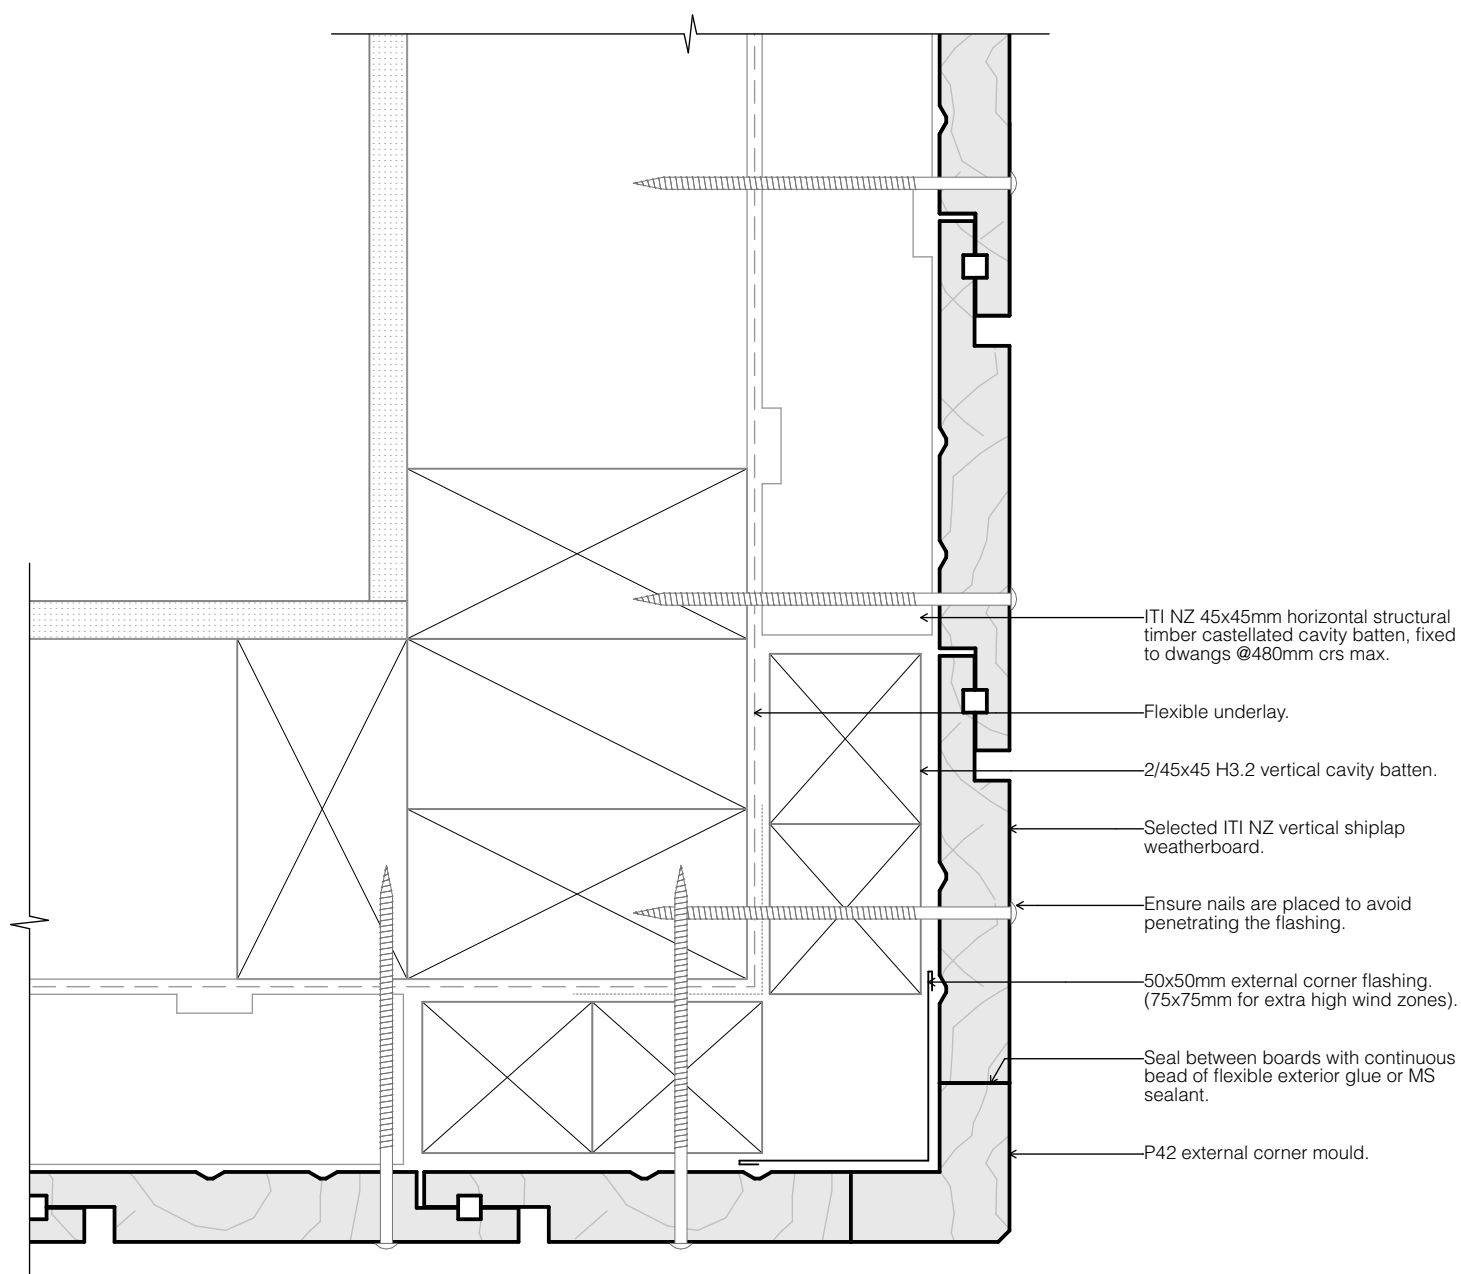 ITI NZ 45x45mm horizontal structural
timber castellated cavity batten, fixed
to dwangs @480mm crs max.
Flexible underlay.
2/45x45 H3.2 vertical cavity batten.
Selected ITI NZ vertical shiplap
weatherboard.
Ensure nails are placed to avoid
penetrating the flashing.
50x50mm external corner flashing.
(75x75mm for extra high wind zones).
Seal between boards with continuous
bead of flexible exterior glue or MS
sealant.
P42 external corner mould.